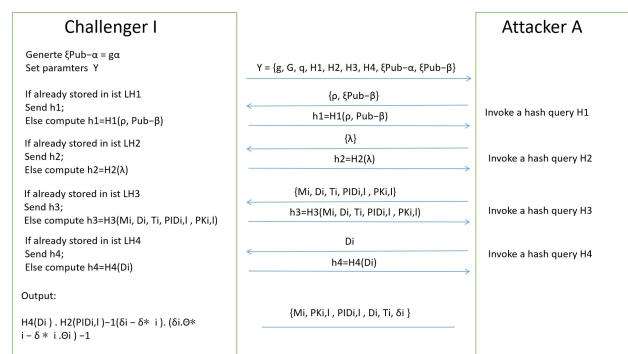 Challenger I
Attacker A
Generte ξPub−α = gα
Set paramters Y
Y = {g, G, q, H1, H2, H3, H4, ξPub−α, ξPub−β}
If already stored in ist LH1
Send h1;
Else compute h1=H1(ρ, Pub−β)
{ρ, ξPub−β}
h1=H1(ρ, Pub−β)
Invoke a hash query H1
If already stored in ist LH2
Send h2;
Else compute h2=H2(λ)
{λ}
h2=H2(λ)
Invoke a hash query H2
If already stored in ist LH3
Send h3;
Else compute h3=H3(Mi, Di, Ti, PIDi,l , PKi,l)
{Mi, Di, Ti, PIDi,l , PKi,l}
h3=H3(Mi, Di, Ti, PIDi,l , PKi,l)
Invoke a hash query H3
If already stored in ist LH4
Send h4;
Else compute h4=H4(Di)
Di
h4=H4(Di)
Invoke a hash query H4
Output:
H4(Di ) . H2(PIDi,l )−1(δi − δ∗ i ). (δi.Θ∗
i − δ ∗ i .Θi ) −1
{Mi, PKi,l , PIDi,l , Di, Ti, δi }